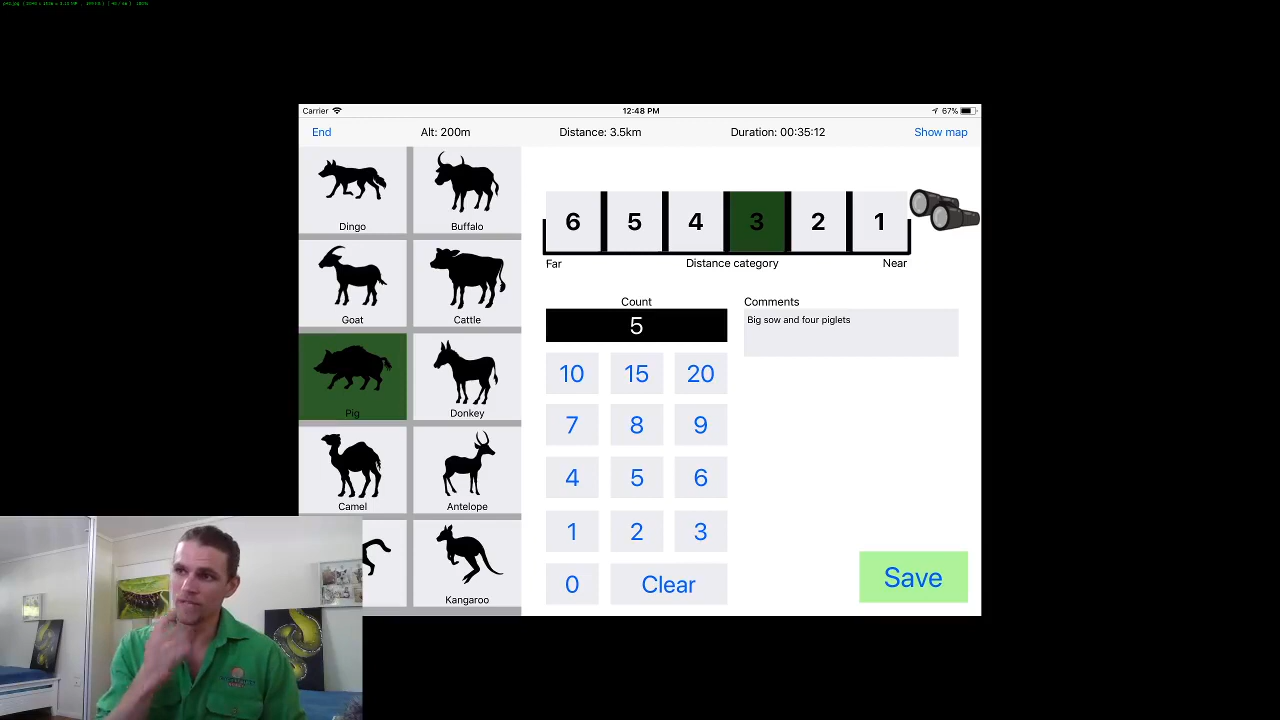 Carrier 12:48 PM 67%
End Alt: 200m Distance: 3.5km Duration: 00:35:12 Show map
Dingo Buffalo
Goat Cattle
Pig Donkey
Camel Antelope
Kangaroo
6 5 4 3 2 1
Far Distance category Near
Count
5
10 15 20
7 8 9
4 5 6
1 2 3
0 Clear
Comments
Big sow and four piglets
Save